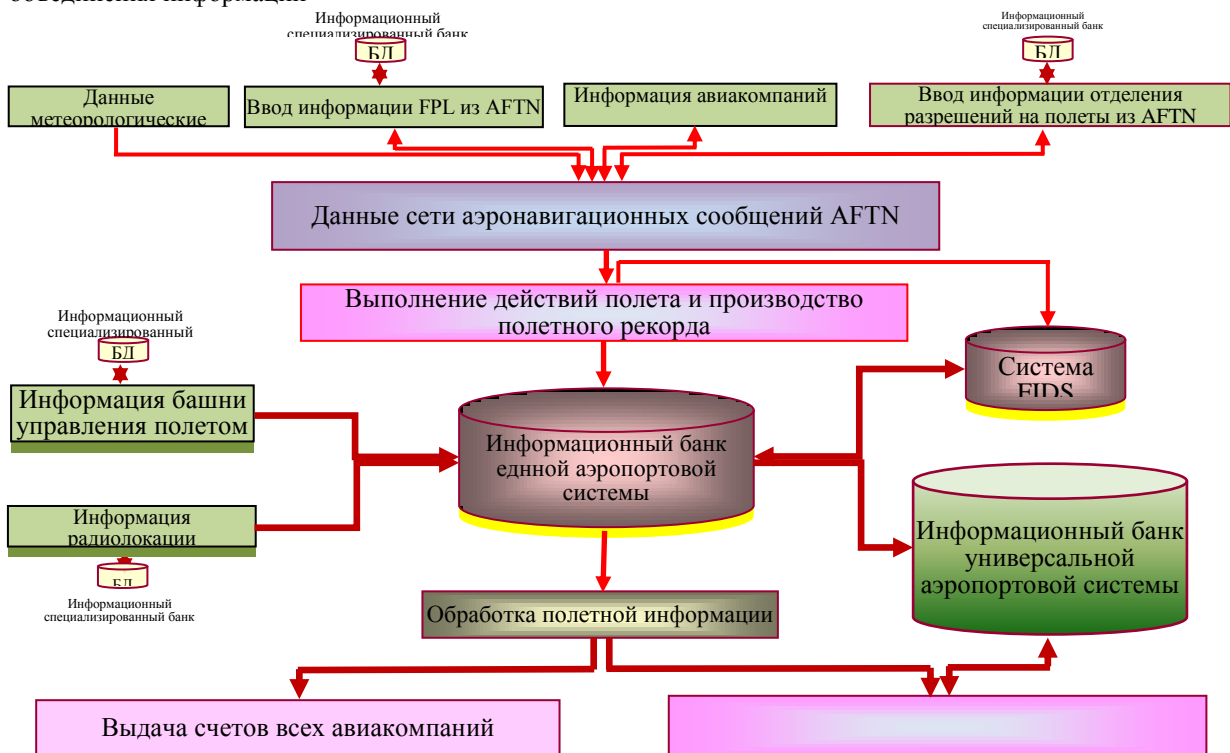 объединения информации
Информационный
специализированный банк
БД
Информационный
специализированный банк
БД
Данные
метеорологические
Ввод информации FPL из AFTN
Информация авиакомпаний
Ввод информации отделения
разрешений на полеты из AFTN
Данные сети аэронавигационных сообщений AFTN
Выполнение действий полета и производство
полетного рекорда
Информационный
специализированный
БД
Информация башни
управления полетом
Система
FIDS
Информационный банк
еднной аэропортовой
системы
Информация
радиолокации
БД
Информационный
специализированный банк
Информационный банк
универсальной
аэропортовой системы
Обработка полетной информации
Выдача счетов всех авиакомпаний